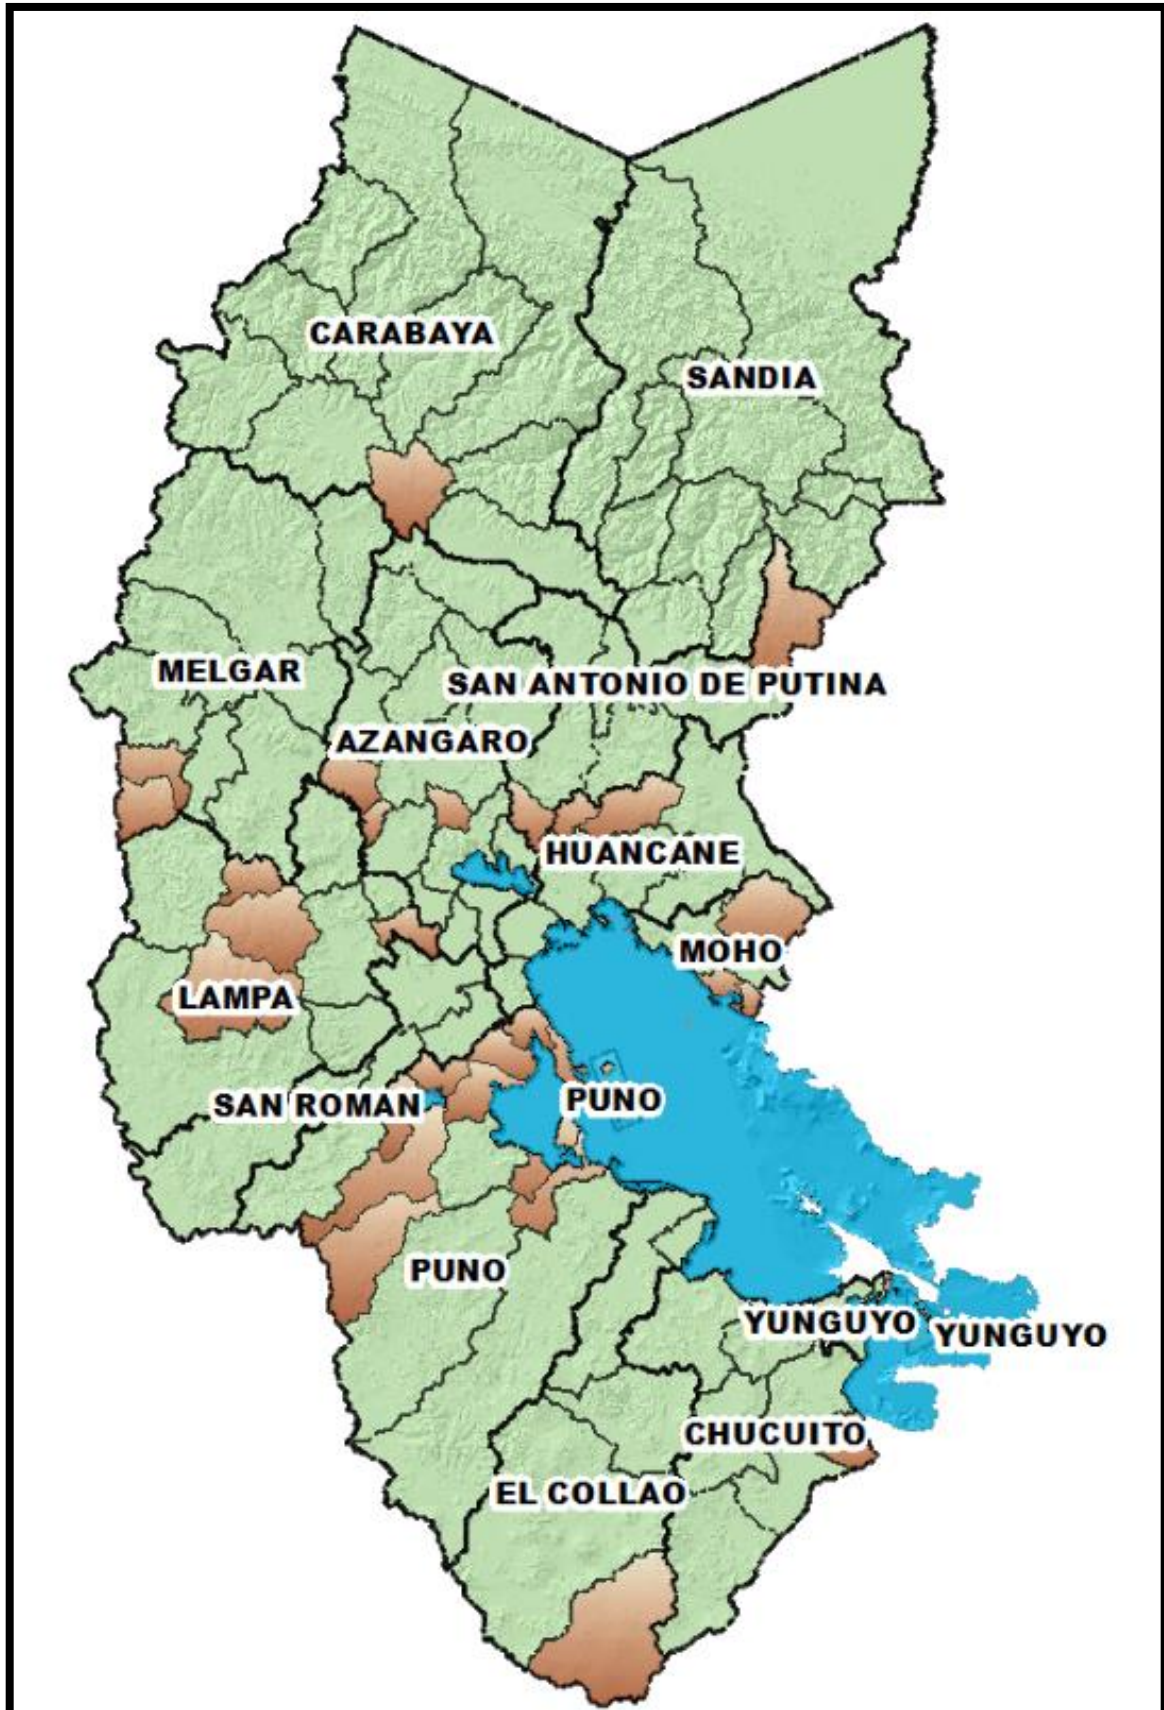 CARABAYA
SANDIA
MELGAR
SAN ANTONIO DE PUTINA
AZANGARO
HUANCANE
MOHO
LAMPA
SAN ROMAN
PUNO
PUNO
YUNGUYO
YUNGUYO
CHUCUITO
EL COLLAO